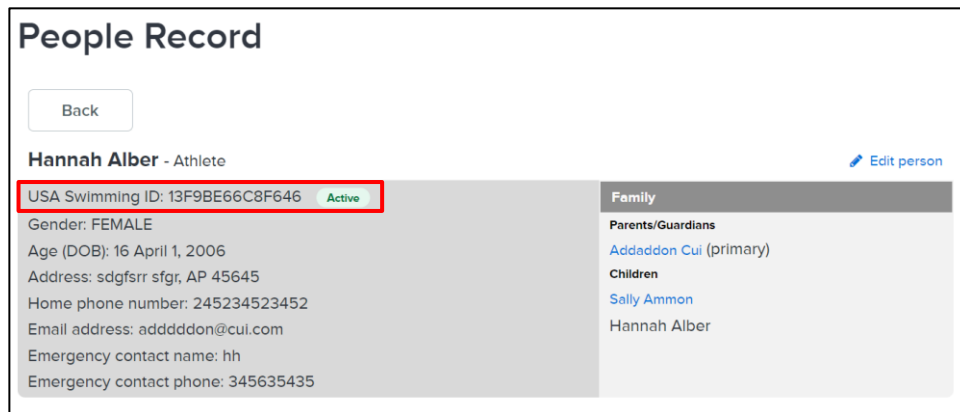 People Record
Back
Hannah Alber - Athlete
Edit person
USA Swimming ID: 13F9BE66C8F646 Active
Gender: FEMALE
Age (DOB): 16 April 1, 2006
Address: sdgfsrr sfgr, AP 45645
Home phone number: 245234523452
Email address: adddddon@cui.com
Emergency contact name: hh
Emergency contact phone: 345635435
Family
Parents/Guardians
Addaddon Cui (primary)
Children
Sally Ammon
Hannah Alber